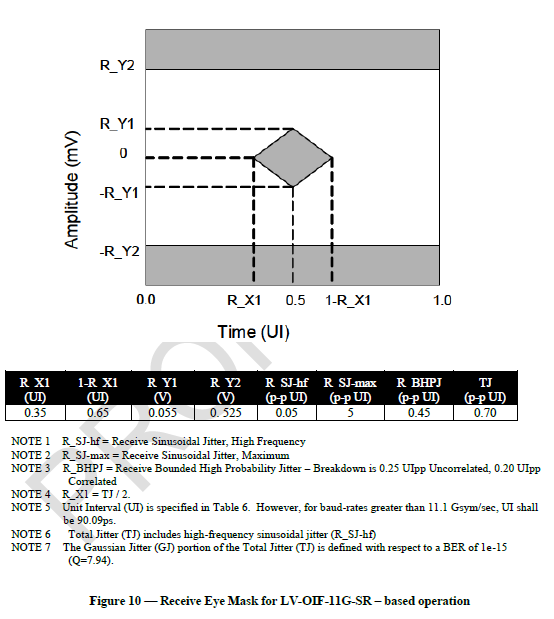 R_Y2
R_Y1
0
-R_Y1
-R_Y2
Amplitude (mV)
0.0 R_X1 0.5 1-R_X1 1.0
Time (UI)
R_X1 (UI) 1-R_X1 (UI) R_Y1 (V) R_Y2 (V) R_SJ-hf (p-p UI) R_SJ-max (p-p UI) R_BHPJ (p-p UI) TJ (p-p UI)
0.35 0.65 0.055 0. 525 0.05 5 0.45 0.70
NOTE 1 R_SJ-hf = Receive Sinusoidal Jitter, High Frequency
NOTE 2 R_SJ-max = Receive Sinusoidal Jitter, Maximum
NOTE 3 R_BHPJ = Receive Bounded High Probability Jitter – Breakdown is 0.25 UIpp Uncorrelated, 0.20 UIpp
Correlated
NOTE 4 R_X1 = TJ / 2.
NOTE 5 Unit Interval (UI) is specified in Table 6. However, for baud-rates greater than 11.1 Gsym/sec, UI shall
be 90.09ps.
NOTE 6 Total Jitter (TJ) includes high-frequency sinusoidal jitter (R_SJ-hf)
NOTE 7 The Gaussian Jitter (GJ) portion of the Total Jitter (TJ) is defined with respect to a BER of 1e-15
(Q=7.94).
Figure 10 — Receive Eye Mask for LV-OIF-11G-SR – based operation